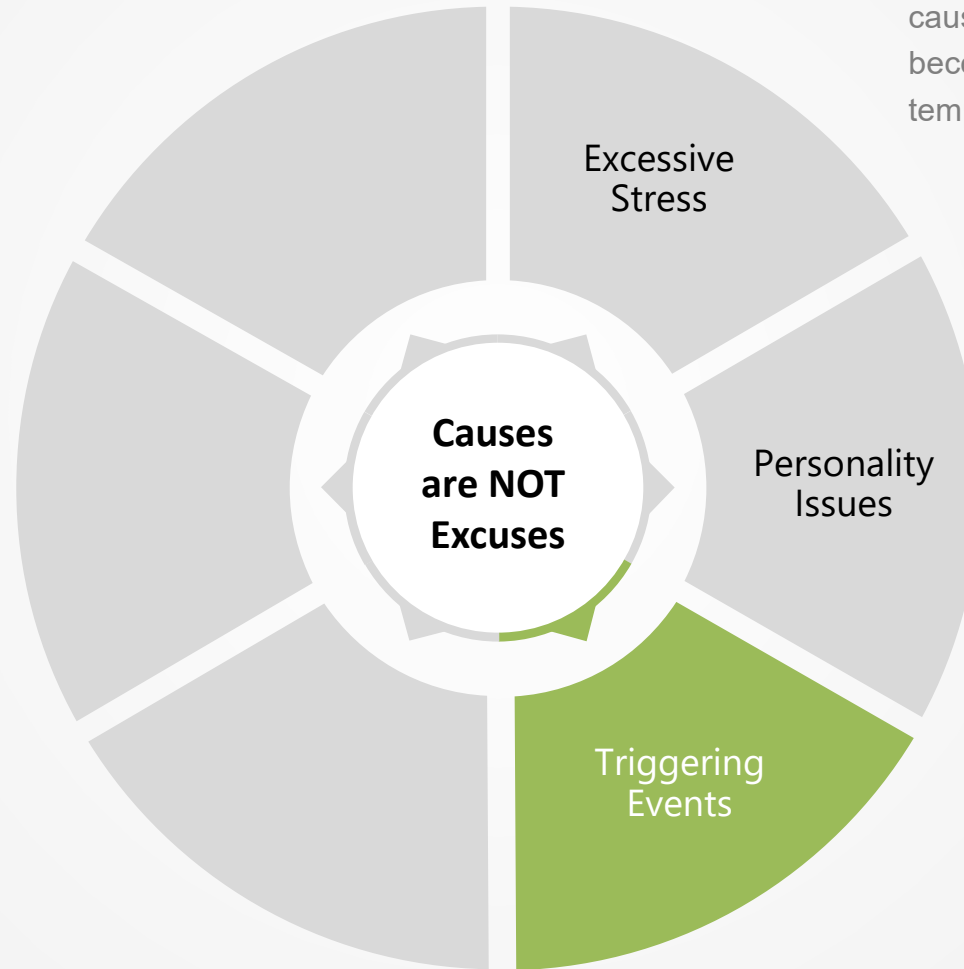 Excessive
Stress
Personality
Issues
Triggering
Events
Causes
are NOT
Excuses